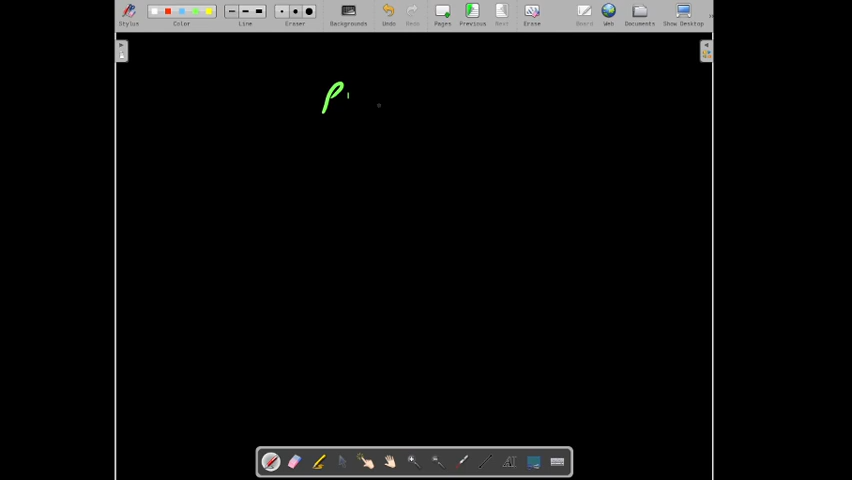 Stylus Color Line Eraser Backgrounds Undo Redo Pages Previous Next Erase Board Web Documents Show Desktop
P